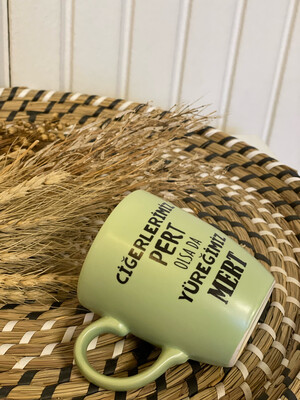 CİĞERLERİMİZ
PERT
OLSA DA
YÜREĞİMİZ
MERT